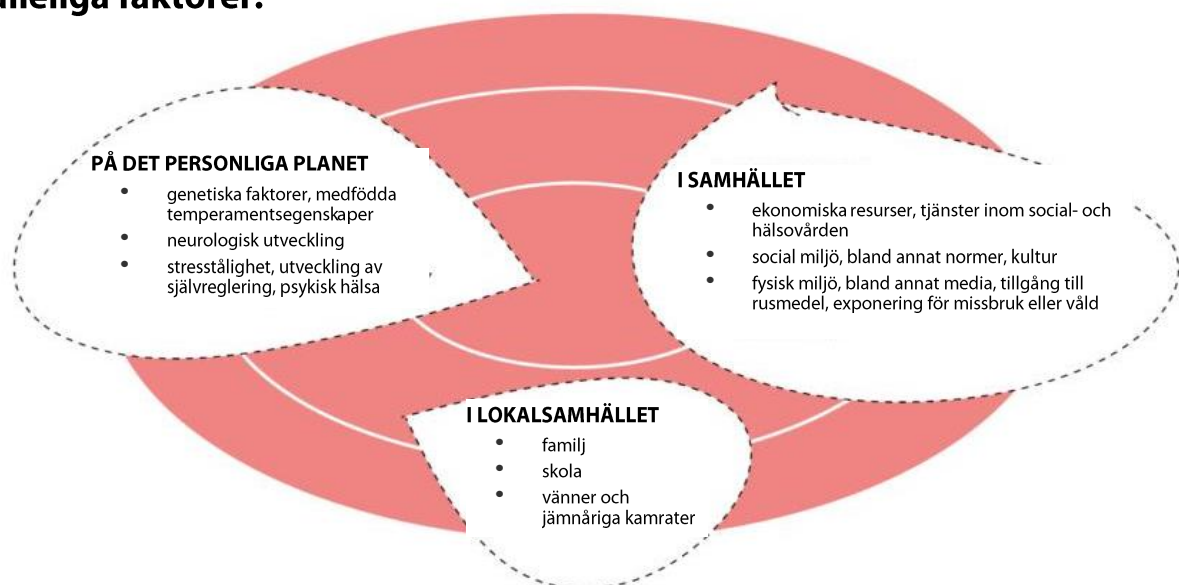 faktorer.
PÅ DET PERSONLIGA PLANET
• genetiska faktorer, medfödda
temperamentsegenskaper
• neurologisk utveckling
• stresstålighet, utveckling av
självreglering, psykisk hälsa
I SAMHÄLLET
• ekonomiska resurser, tjänster inom social- och
hälsovården
• social miljö, bland annat normer, kultur
• fysisk miljö, bland annat media, tillgång till
rusmedel, exponering för missbruk eller våld
I LOKALSAMHÄLLET
• familj
• skola
• vänner och
jämnåriga kamrater